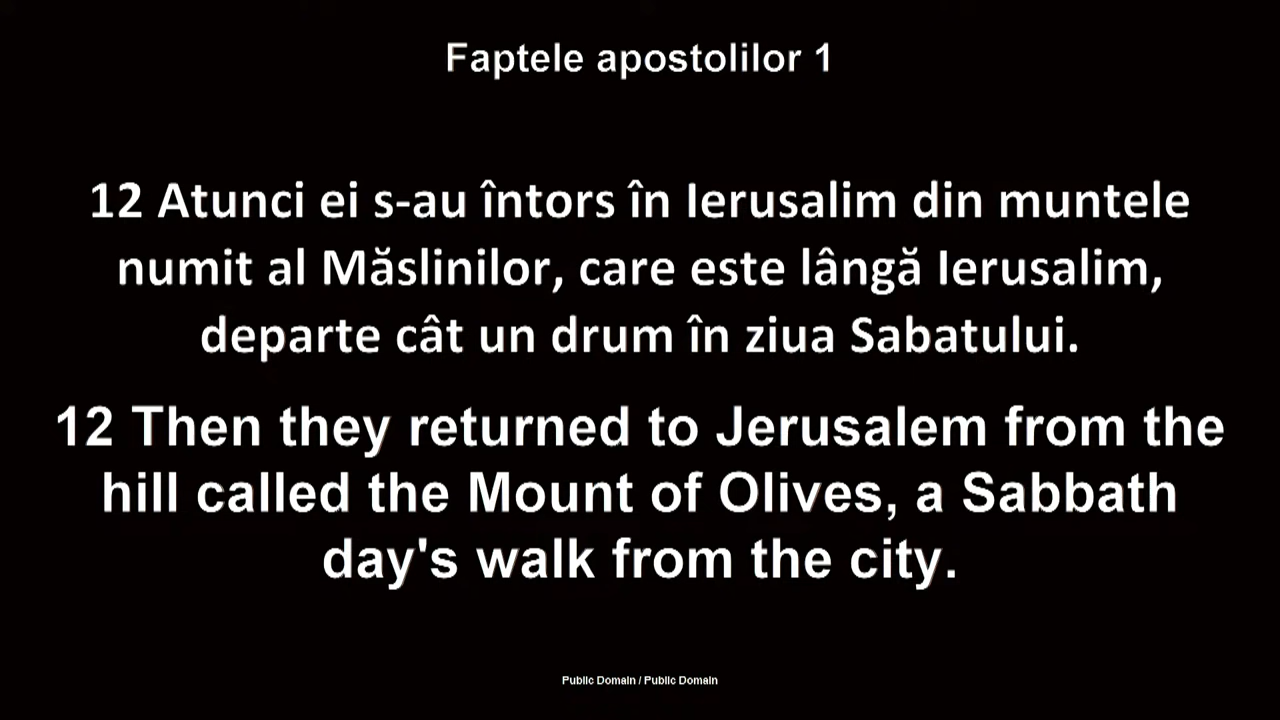 Faptele apostolilor 1
12 Atunci ei s-au întors în Ierusalim din muntele
numit al Măslinilor, care este lângă Ierusalim,
departe cât un drum în ziua Sabatului.
12 Then they returned to Jerusalem from the
hill called the Mount of Olives, a Sabbath
day's walk from the city.
Public Domain / Public Domain